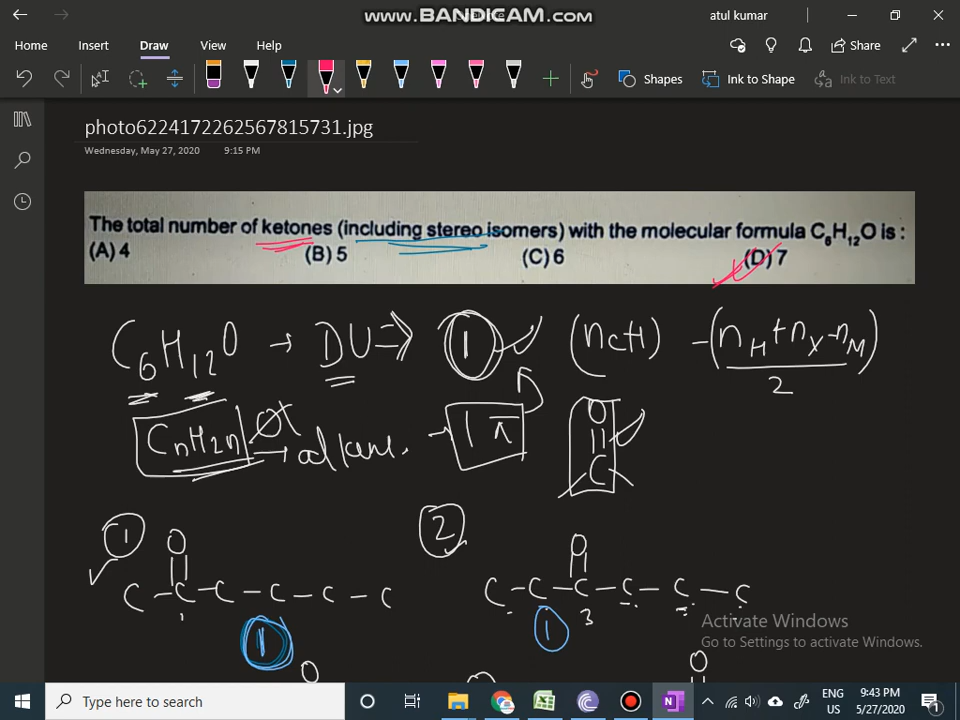 www.BANDICAM.com
atul kumar
Home Insert Draw View Help
Share
Shapes
Ink to Shape
Ink to Text
photo6224172262567815731.jpg
Wednesday, May 27, 2020 9:15 PM
The total number of ketones (including stereo isomers) with the molecular formula C₆H₁₂O is :
(A) 4 (B) 5 (C) 6 (D) 7
C₆H₁₂O → DU ⇒ 1 (nC+1) - (nH + nX - nM)
2
CnH2n → alkene. → 1 π
O
||
C
1 2
O O
C - C - C - C - C - C C - C - C - C - C - C
1 3
1 1
O O
Activate Windows
Go to Settings to activate Windows.
Type here to search
ENG
US
9:43 PM
5/27/2020
1